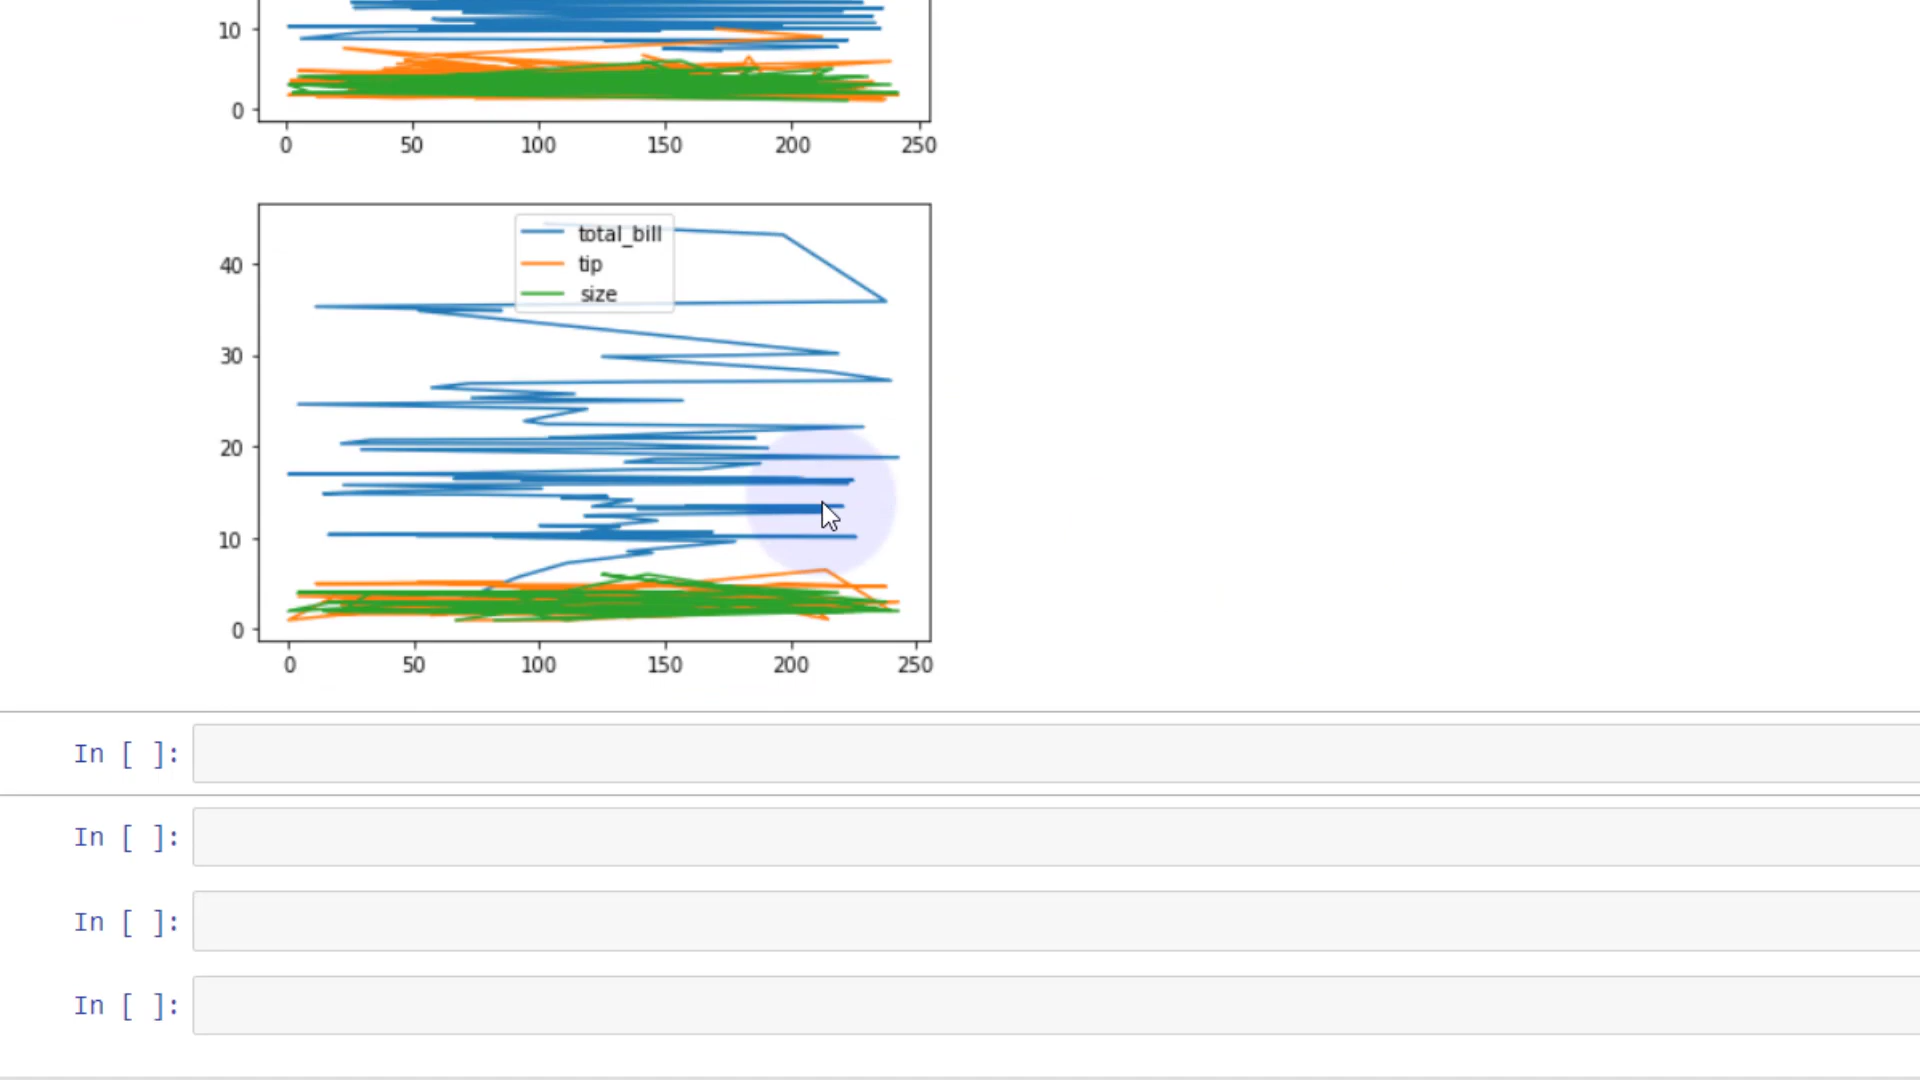 10
0
0 50 100 150 200 250
total_bill
40
tip
size
30
20
10
0
0 50 100 150 200 250
In [ ]:
In [ ]:
In [ ]:
In [ ]: